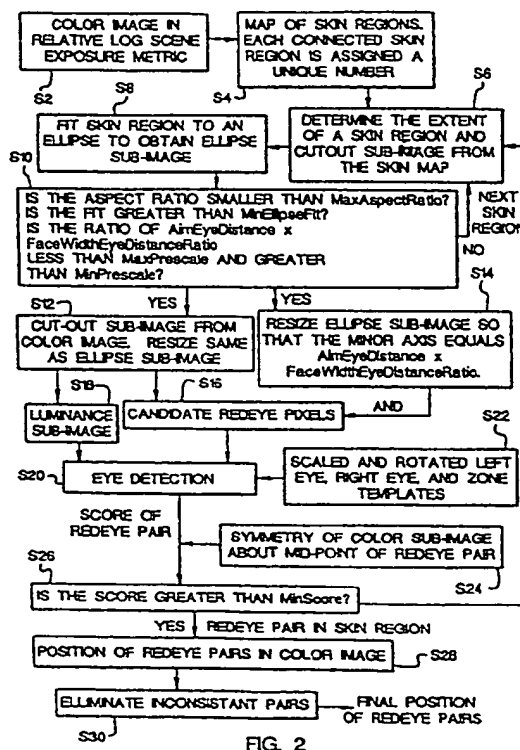 COLOR IMAGE IN
RELATIVE LOG SCENE
EXPOSURE METRIC
S2
MAP OF SKIN REGIONS.
EACH CONNECTED SKIN
REGION IS ASSIGNED A
UNIQUE NUMBER
S4
S6
S8
FIT SKIN REGION TO AN
ELLIPSE TO OBTAIN ELLIPSE
SUB-IMAGE
DETERMINE THE EXTENT
OF A SKIN REGION AND
CUTOUT SUB-IMAGE FROM
THE SKIN MAP
S10
IS THE ASPECT RATIO SMALLER THAN MaxAspectRatio?
IS THE FIT GREATER THAN MinEllipseFit?
IS THE RATIO OF AimEyeDistance x
FaceWidthEyeDistanceRatio
LESS THAN MaxPrescale AND GREATER
THAN MinPrescale?
NEXT
SKIN
REGION
NO
S12
YES
YES
S14
CUT-OUT SUB-IMAGE FROM
COLOR IMAGE. RESIZE SAME
AS ELLIPSE SUB-IMAGE
RESIZE ELLIPSE SUB-IMAGE SO
THAT THE MINOR AXIS EQUALS
AimEyeDistance x
FaceWidthEyeDistanceRatio.
S18
S16
AND
LUMINANCE
SUB-IMAGE
CANDIDATE REDEYE PIXELS
S22
S20
EYE DETECTION
SCALED AND ROTATED LEFT
EYE, RIGHT EYE, AND ZONE
TEMPLATES
SCORE OF
REDEYE PAIR
SYMMETRY OF COLOR SUB-IMAGE
ABOUT MID-POINT OF REDEYE PAIR
S24
S26
IS THE SCORE GREATER THAN MinScore?
YES
REDEYE PAIR IN SKIN REGION
POSITION OF REDEYE PAIRS IN COLOR IMAGE
S28
ELLIMINATE INCONSISTANT PAIRS
S30
FINAL POSITION
OF REDEYE PAIRS
FIG. 2